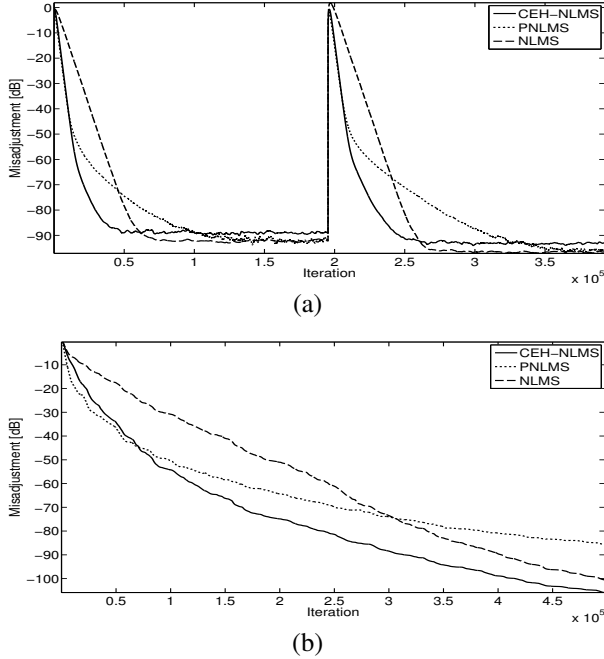 0
-10
-20
-30
-40
-50
-60
-70
-80
-90
Misadjustment [dB]
CEH-NLMS
PNLMS
NLMS
0.5 1 1.5 2 2.5 3 3.5
Iteration
x 10^5
(a)
-10
-20
-30
-40
-50
-60
-70
-80
-90
-100
Misadjustment [dB]
CEH-NLMS
PNLMS
NLMS
0.5 1 1.5 2 2.5 3 3.5 4 4.5
Iteration
x 10^5
(b)